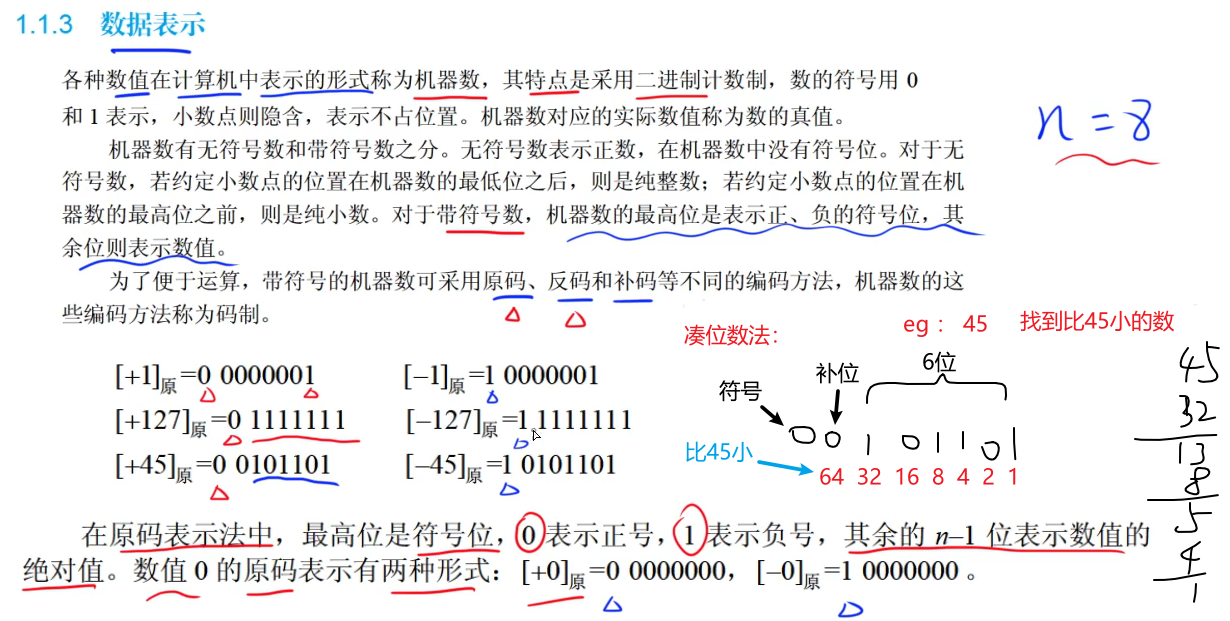 1.1.3 数据表示
各种数值在计算机中表示的形式称为机器数，其特点是采用二进制计数制，数的符号用 0
和 1 表示，小数点则隐含，表示不占位置。机器数对应的实际数值称为数的真值。
n = 8
机器数有无符号数和带符号数之分。无符号数表示正数，在机器数中没有符号位。对于无
符号数，若约定小数点的位置在机器数的最低位之后，则是纯整数；若约定小数点的位置在机
器数的最高位之前，则是纯小数。对于带符号数，机器数的最高位是表示正、负的符号位，其
余位则表示数值。
为了便于运算，带符号的机器数可采用原码、反码和补码等不同的编码方法，机器数的这
些编码方法称为码制。
[+1]原=0 0000001 [–1]原=1 0000001
[+127]原=0 1111111 [–127]原=1 1111111
[+45]原=0 0101101 [–45]原=1 0101101
凑位数法： eg： 45 找到比45小的数
符号 补位 6位
0 0 1 0 1 1 0 1
比45小 64 32 16 8 4 2 1
45
32
13
8
5
4
1
在原码表示法中，最高位是符号位，0 表示正号，1 表示负号，其余的 n–1 位表示数值的
绝对值。数值 0 的原码表示有两种形式：[+0]原=0 0000000，[–0]原=1 0000000 。